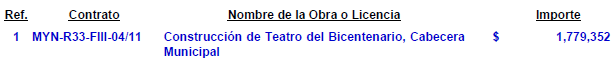 Ref. Contrato Nombre de la Obra o Licencia Importe
1 MYN-R33-FIII-04/11 Construcción de Teatro del Bicentenario, Cabecera $ 1,779,352
Municipal